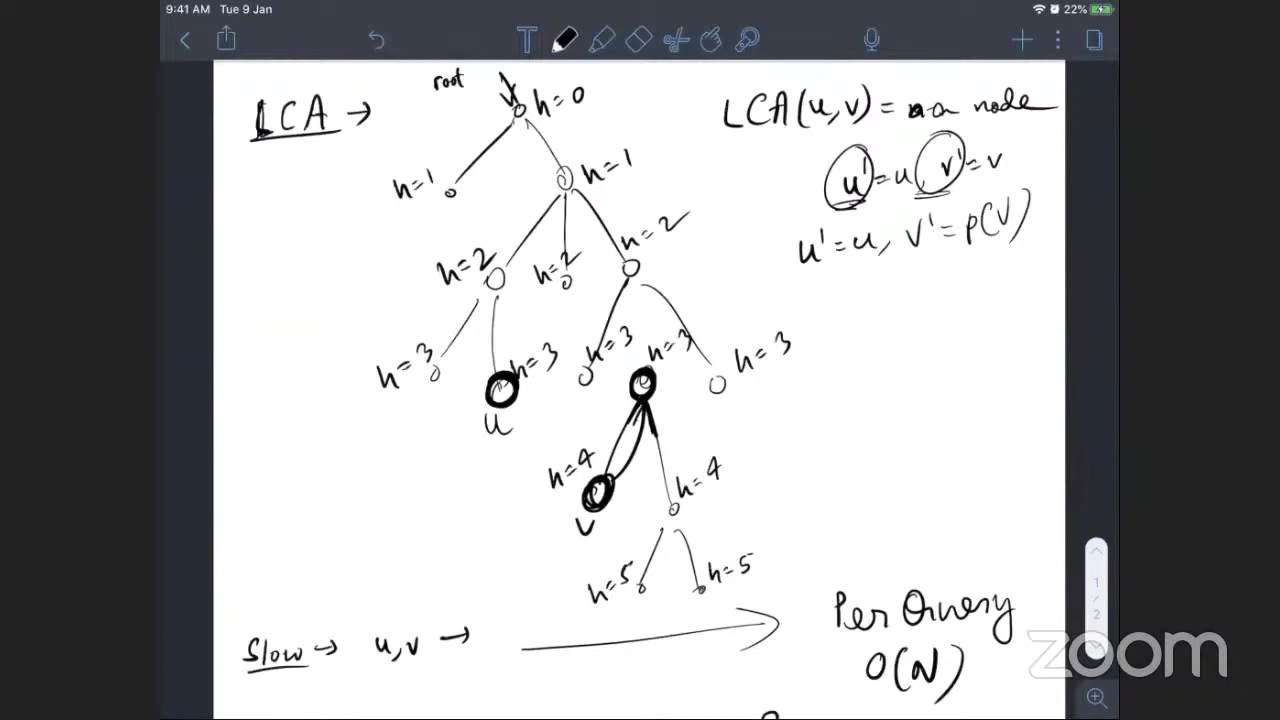 9:41 AM Tue 9 Jan
22%
root
h=0
LCA →
LCA(u,v) = a node
h=1
h=1
u'=u v'=v
u'=u, v'=p(v)
h=2
h=2
h=2
h=3
h=3
h=3
h=3
h=3
u
h=4
h=4
v
h=5
h=5
Slow → u,v →
Per Query
O(N)
1
/
2
zoom